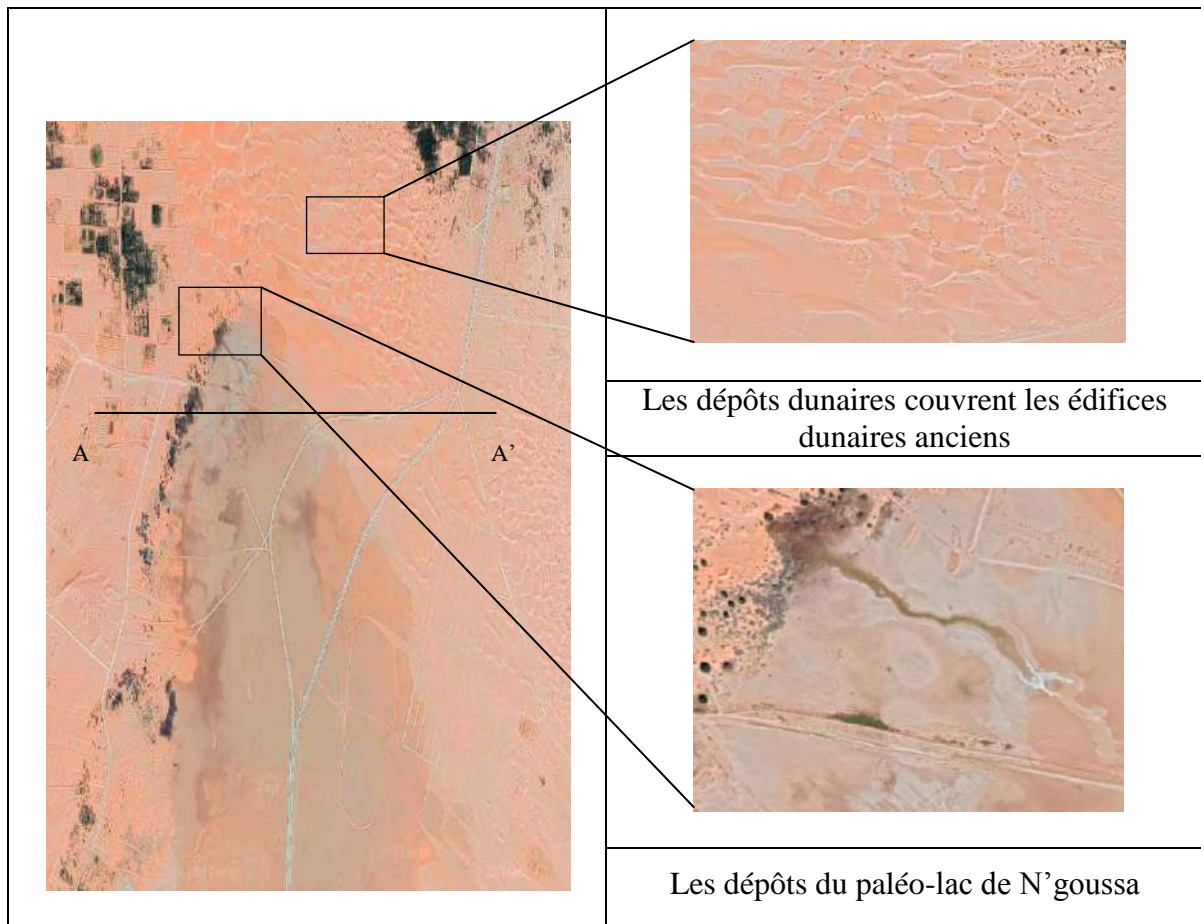 Les dépôts dunaires couvrent les édifices
dunaires anciens
A
A’
Les dépôts du paléo-lac de N’goussa